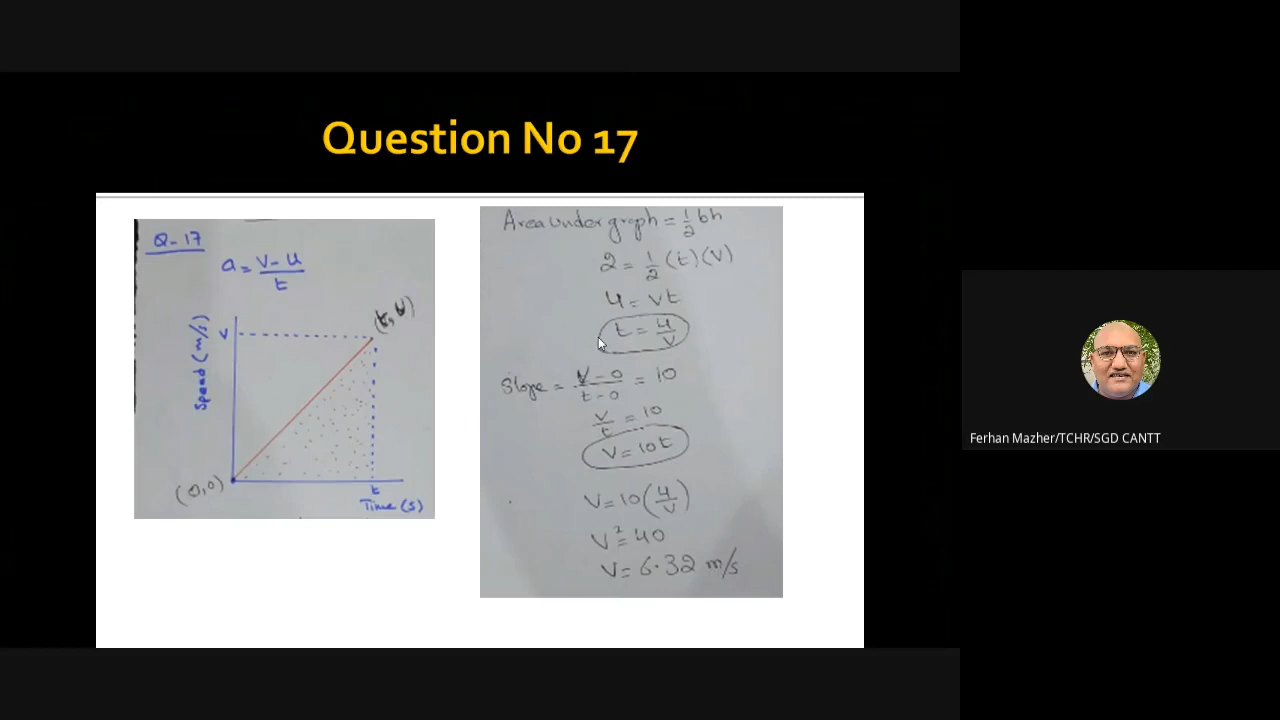 Question No 17
Q-17
a = V-u/t
Speed (m/s)
v
(t, v)
(0,0)
t
Time (s)
Area under graph = 1/2 bh
2 = 1/2 (t)(V)
4 = Vt
t = 4/V
Slope = V-0/t-0 = 10
V/t = 10
V = 10t
V = 10(4/V)
V² = 40
V = 6.32 m/s
Ferhan Mazher/TCHR/SGD CANTT